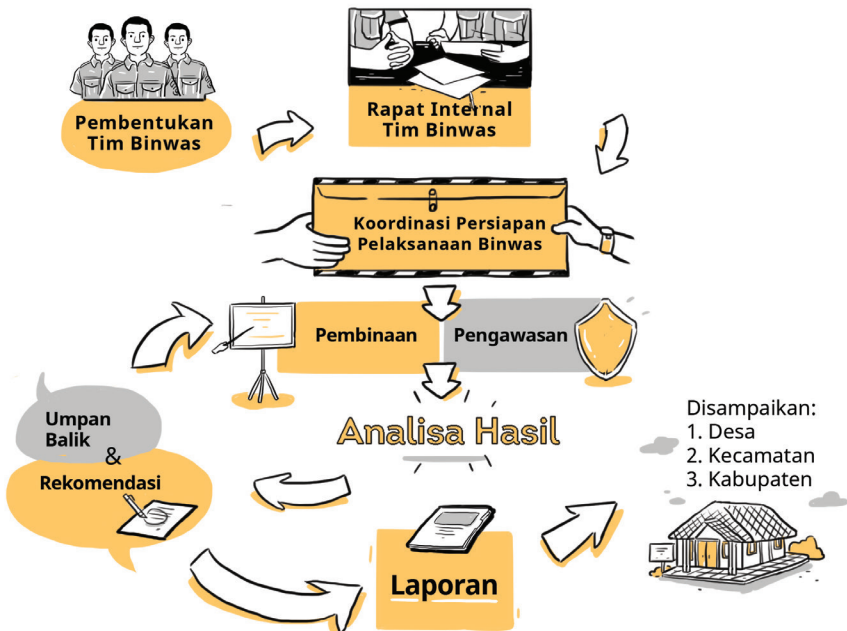 Pembentukan
Tim Binwas
Rapat Internal
Tim Binwas
Koordinasi Persiapan
Pelaksanaan Binwas
Pembinaan
Pengawasan
Analisa Hasil
Umpan
Balik
&
Rekomendasi
Laporan
Disampaikan:
1. Desa
2. Kecamatan
3. Kabupaten